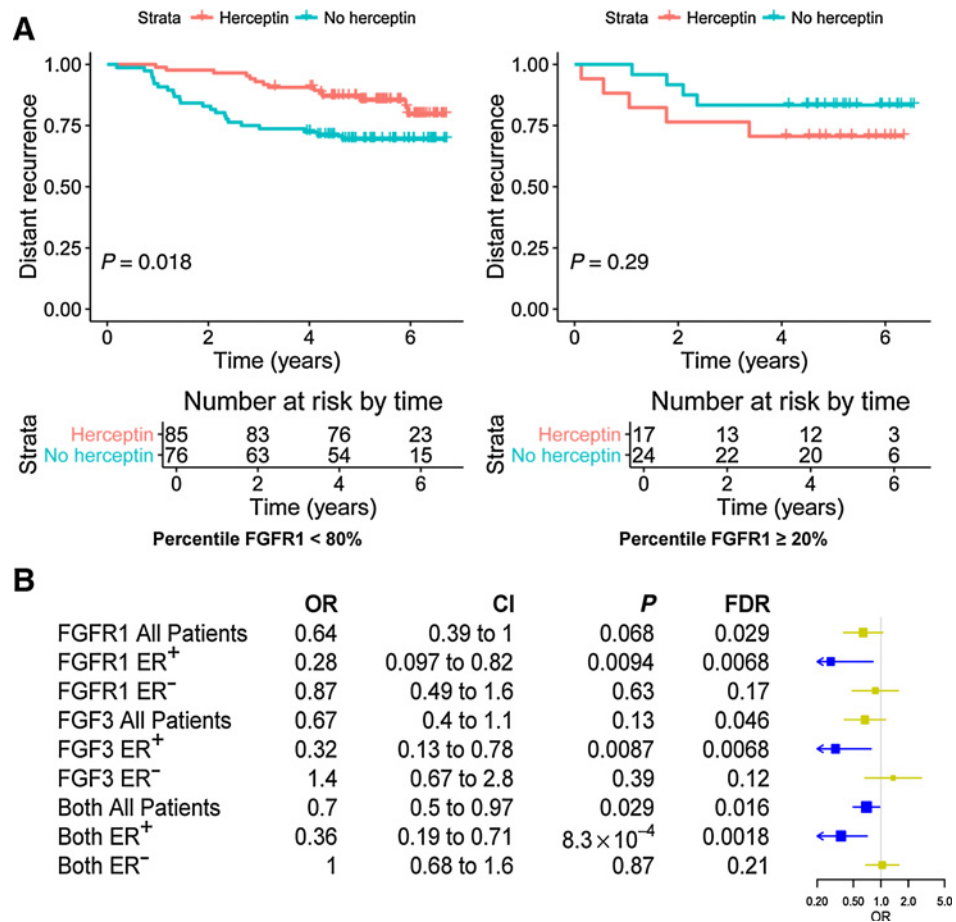 A
Strata Herceptin No herceptin
Distant recurrence
1.00
0.75
0.50
0.25
0.00
P = 0.018
0 2 4 6
Time (years)
Number at risk by time
Strata
Herceptin 85 83 76 23
No herceptin 76 63 54 15
0 2 4 6
Time (years)
Percentile FGFR1 < 80%
Strata Herceptin No herceptin
Distant recurrence
1.00
0.75
0.50
0.25
0.00
P = 0.29
0 2 4 6
Time (years)
Number at risk by time
Strata
Herceptin 17 13 12 3
No herceptin 24 22 20 6
0 2 4 6
Time (years)
Percentile FGFR1 ≥ 20%
B
OR CI P FDR
FGFR1 All Patients 0.64 0.39 to 1 0.068 0.029
FGFR1 ER⁺ 0.28 0.097 to 0.82 0.0094 0.0068
FGFR1 ER⁻ 0.87 0.49 to 1.6 0.63 0.17
FGF3 All Patients 0.67 0.4 to 1.1 0.13 0.046
FGF3 ER⁺ 0.32 0.13 to 0.78 0.0087 0.0068
FGF3 ER⁻ 1.4 0.67 to 2.8 0.39 0.12
Both All Patients 0.7 0.5 to 0.97 0.029 0.016
Both ER⁺ 0.36 0.19 to 0.71 8.3 × 10⁻⁴ 0.0018
Both ER⁻ 1 0.68 to 1.6 0.87 0.21
0.20 0.50 1.0 2.0 5.0
OR